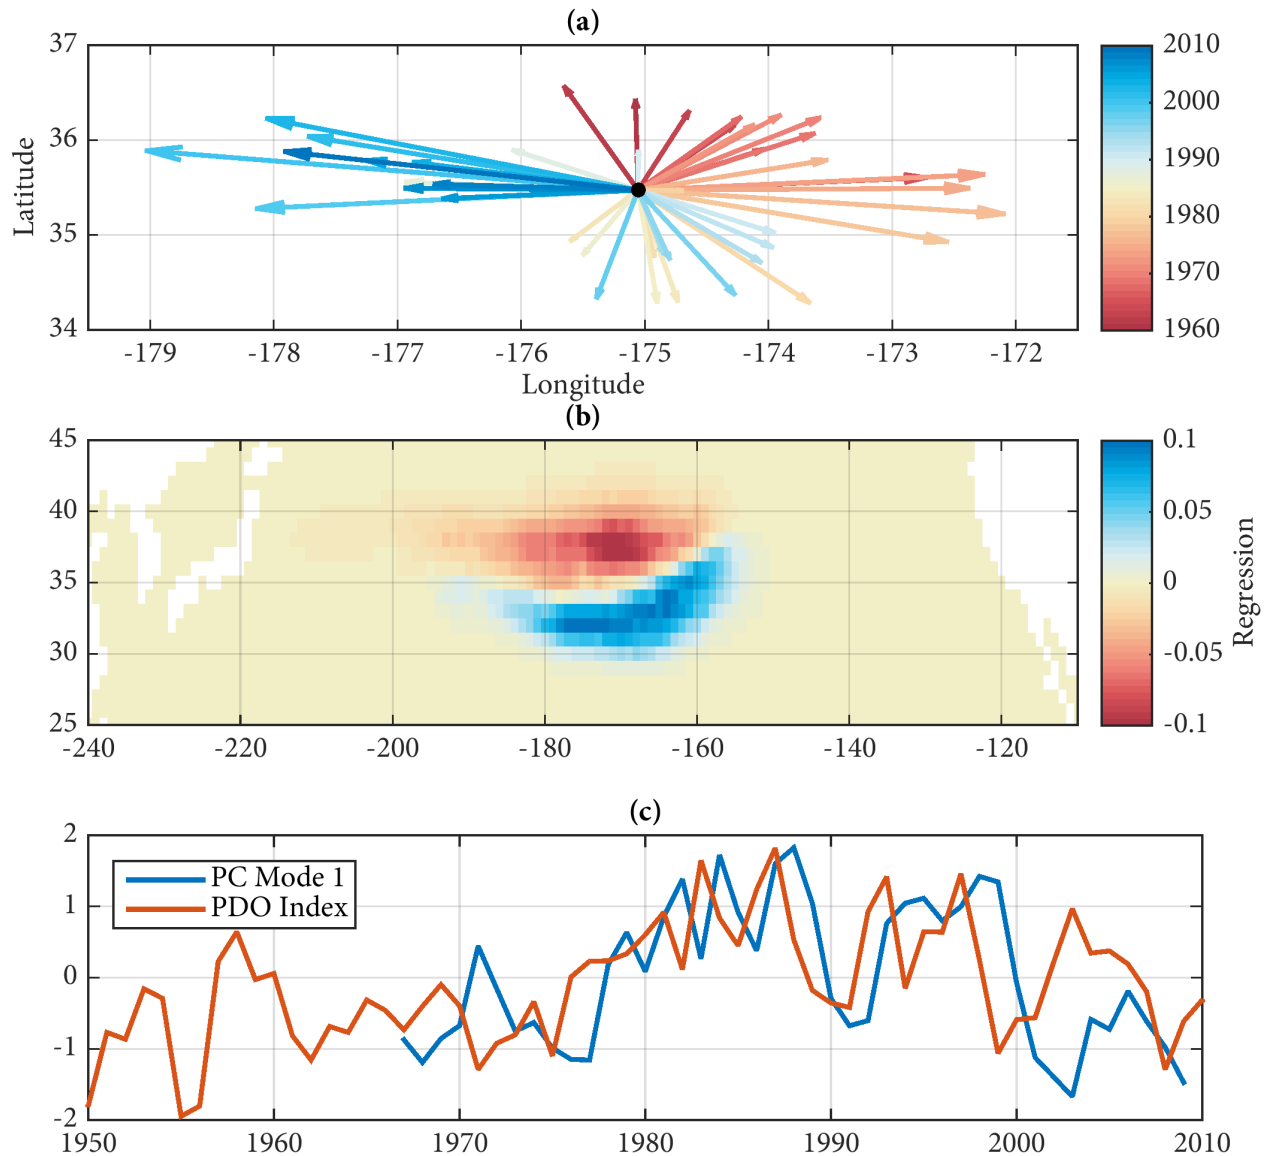 (a)
37
36
35
34
Latitude
-179 -178 -177 -176 -175 -174 -173 -172
Longitude
2010
2000
1990
1980
1970
1960
(b)
45
40
35
30
25
-240 -220 -200 -180 -160 -140 -120
0.1
0.05
0
-0.05
-0.1
Regression
(c)
2
1
0
-1
-2
PC Mode 1
PDO Index
1950 1960 1970 1980 1990 2000 2010